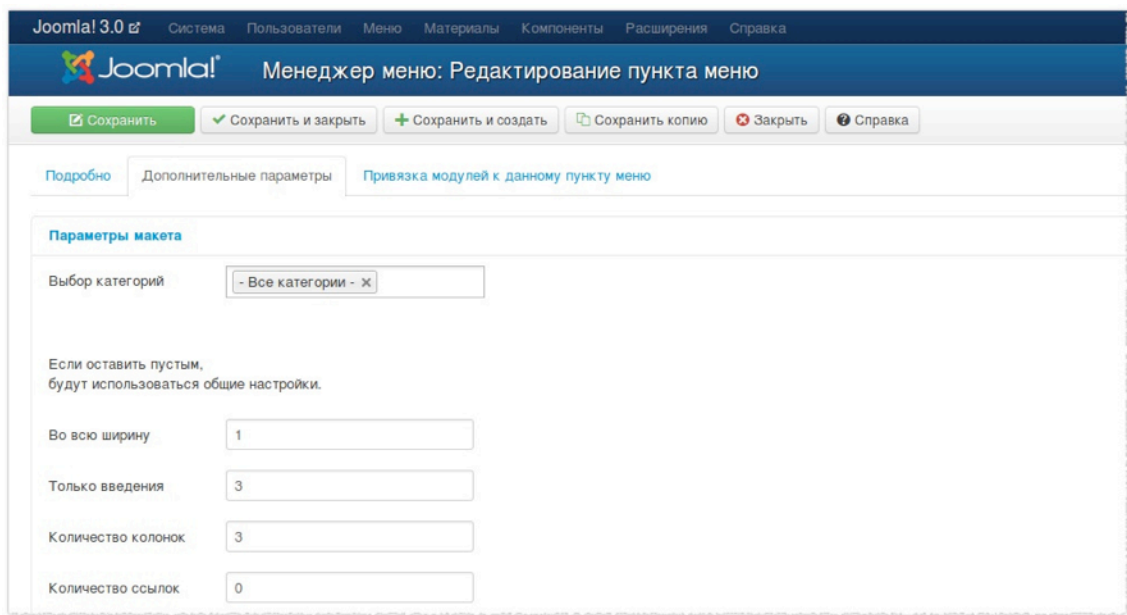 Joomla! 3.0 Система Пользователи Меню Материалы Компоненты Расширения Справка
Joomla! Менеджер меню: Редактирование пункта меню
Сохранить Сохранить и закрыть Сохранить и создать Сохранить копию Закрыть Справка
Подробно Дополнительные параметры Привязка модулей к данному пункту меню
Параметры макета
Выбор категорий - Все категории -
Если оставить пустым,
будут использоваться общие настройки.
Во всю ширину 1
Только введения 3
Количество колонок 3
Количество ссылок 0